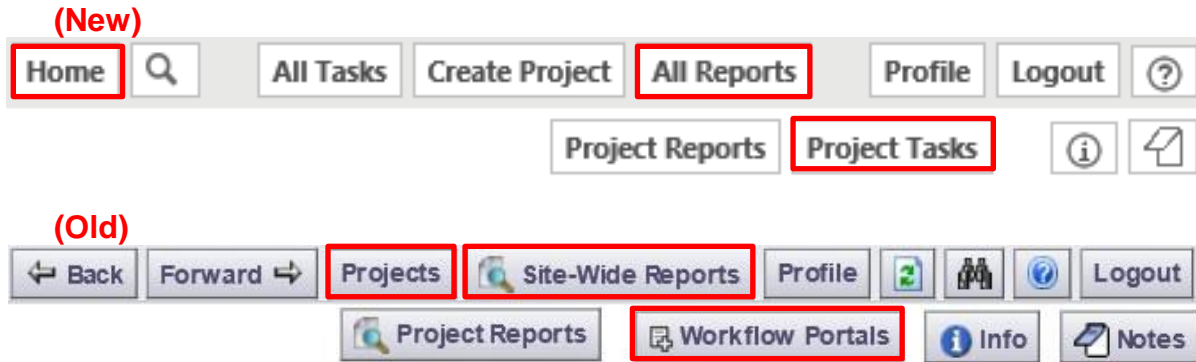 (New)
Home All Tasks Create Project All Reports Profile Logout ?
Project Reports Project Tasks i
(Old)
Back Forward Projects Site-Wide Reports Profile ? Logout
Project Reports Workflow Portals i Info Notes